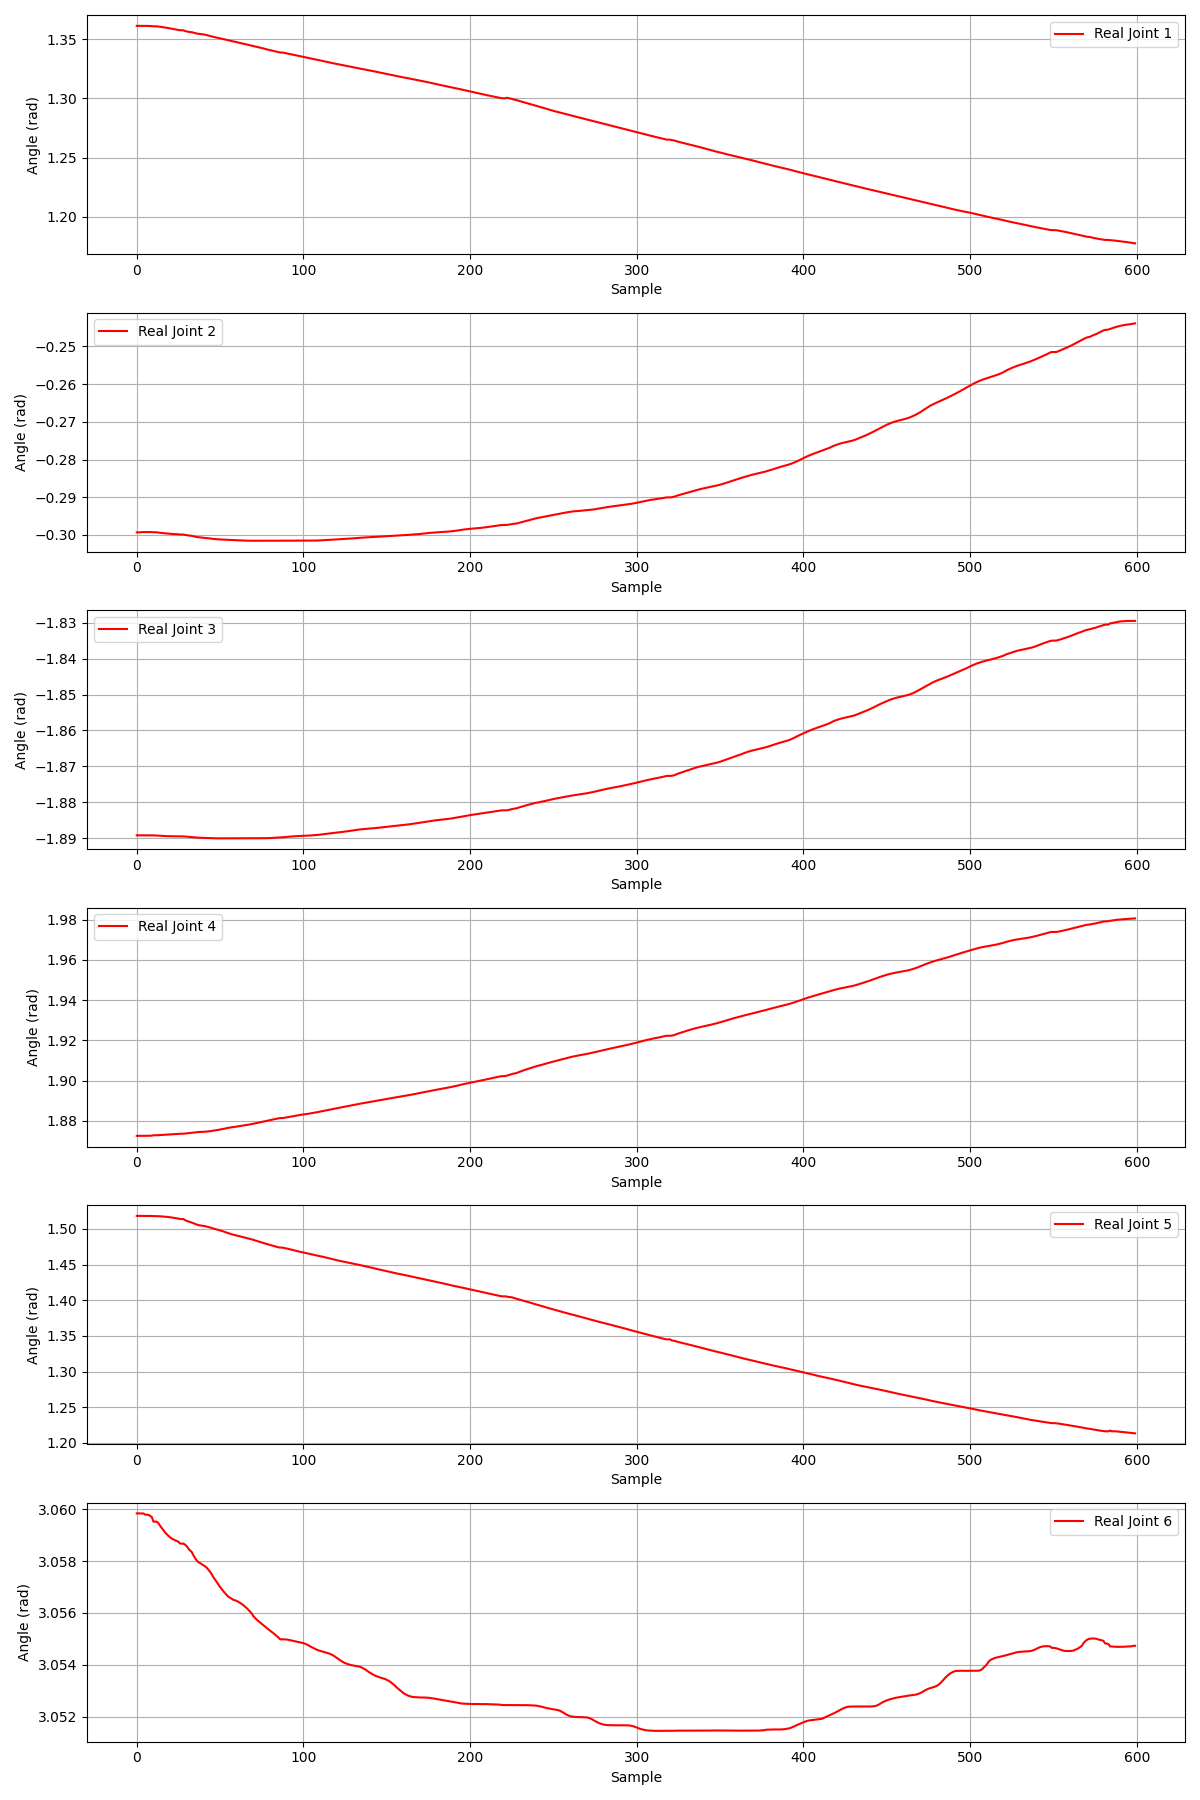 Real Joint 1
Angle (rad)
1.35
1.30
1.25
1.20
0 100 200 300 400 500 600
Sample
Real Joint 2
Angle (rad)
−0.25
−0.26
−0.27
−0.28
−0.29
−0.30
0 100 200 300 400 500 600
Sample
Real Joint 3
Angle (rad)
−1.83
−1.84
−1.85
−1.86
−1.87
−1.88
−1.89
0 100 200 300 400 500 600
Sample
Real Joint 4
Angle (rad)
1.98
1.96
1.94
1.92
1.90
1.88
0 100 200 300 400 500 600
Sample
Real Joint 5
Angle (rad)
1.50
1.45
1.40
1.35
1.30
1.25
1.20
0 100 200 300 400 500 600
Sample
Real Joint 6
Angle (rad)
3.060
3.058
3.056
3.054
3.052
0 100 200 300 400 500 600
Sample